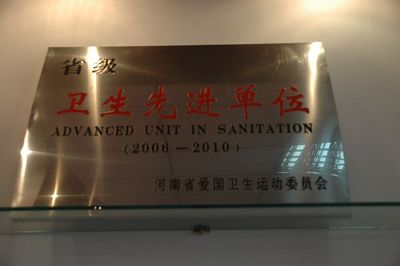 省级
卫生先进单位
ADVANCED UNIT IN SANITATION
(2006—2010)
河南省爱国卫生运动委员会